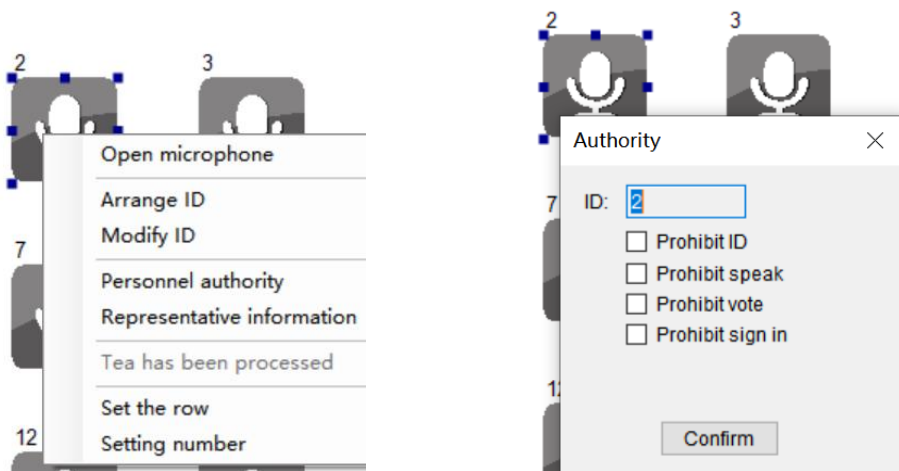 2 3
Open microphone
Arrange ID
Modify ID
7
Personnel authority
Representative information
Tea has been processed
Set the row
12
Setting number
2 3
Authority
7
ID: 2
Prohibit ID
Prohibit speak
Prohibit vote
Prohibit sign in
Confirm